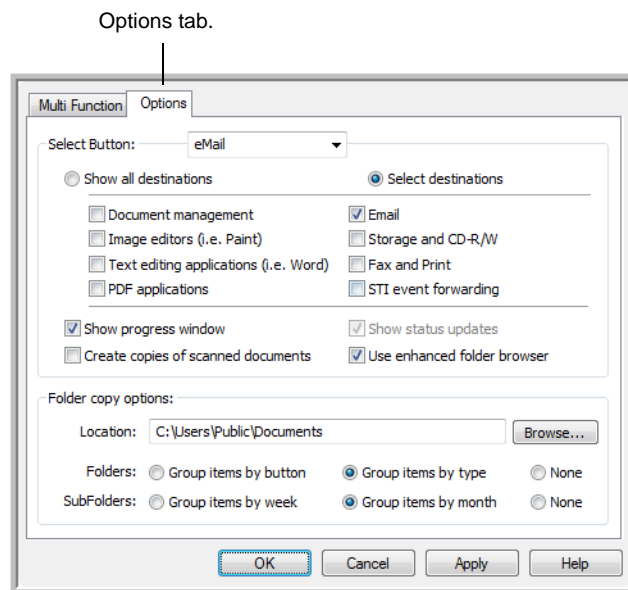 Options tab.
Multi Function Options
Select Button: eMail
Show all destinations Select destinations
Document management Email
Image editors (i.e. Paint) Storage and CD-R/W
Text editing applications (i.e. Word) Fax and Print
PDF applications STI event forwarding
Show progress window Show status updates
Create copies of scanned documents Use enhanced folder browser
Folder copy options:
Location: C:\Users\Public\Documents Browse...
Folders: Group items by button Group items by type None
SubFolders: Group items by week Group items by month None
OK Cancel Apply Help